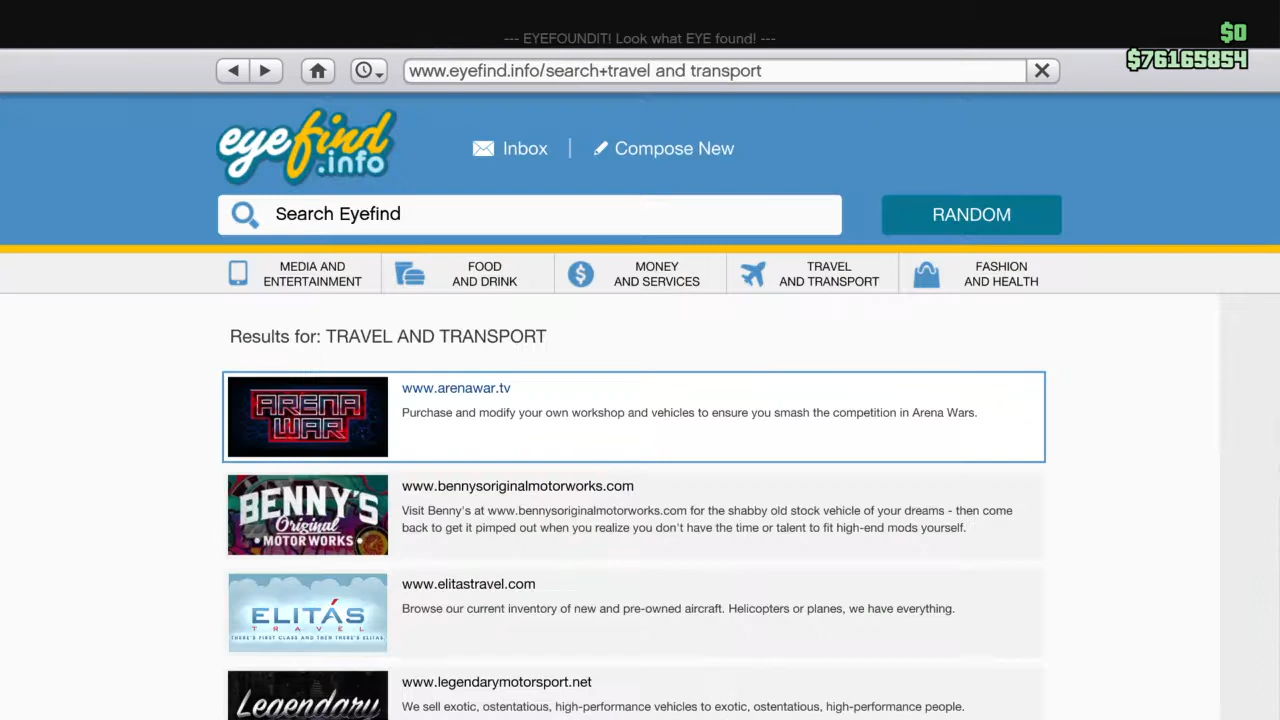 --- EYEFOUNDIT! Look what EYE found! ---
$0
$76165854
www.eyefind.info/search+travel and transport
eyefind
.info
Inbox
Compose New
Search Eyefind
RANDOM
MEDIA AND
ENTERTAINMENT
FOOD
AND DRINK
MONEY
AND SERVICES
TRAVEL
AND TRANSPORT
FASHION
AND HEALTH
Results for: TRAVEL AND TRANSPORT
ARENA
WAR
www.arenawar.tv
Purchase and modify your own workshop and vehicles to ensure you smash the competition in Arena Wars.
BENNY'S
Original
• MOTOR WORKS •
www.bennysoriginalmotorworks.com
Visit Benny's at www.bennysoriginalmotorworks.com for the shabby old stock vehicle of your dreams - then come
back to get it pimped out when you realize you don't have the time or talent to fit high-end mods yourself.
ELITÁS
TRAVEL
THERE'S FIRST CLASS AND THEN THERE'S ELITAS
www.elitastravel.com
Browse our current inventory of new and pre-owned aircraft. Helicopters or planes, we have everything.
Legendary
www.legendarymotorsport.net
We sell exotic, ostentatious, high-performance vehicles to exotic, ostentatious, high-performance people.